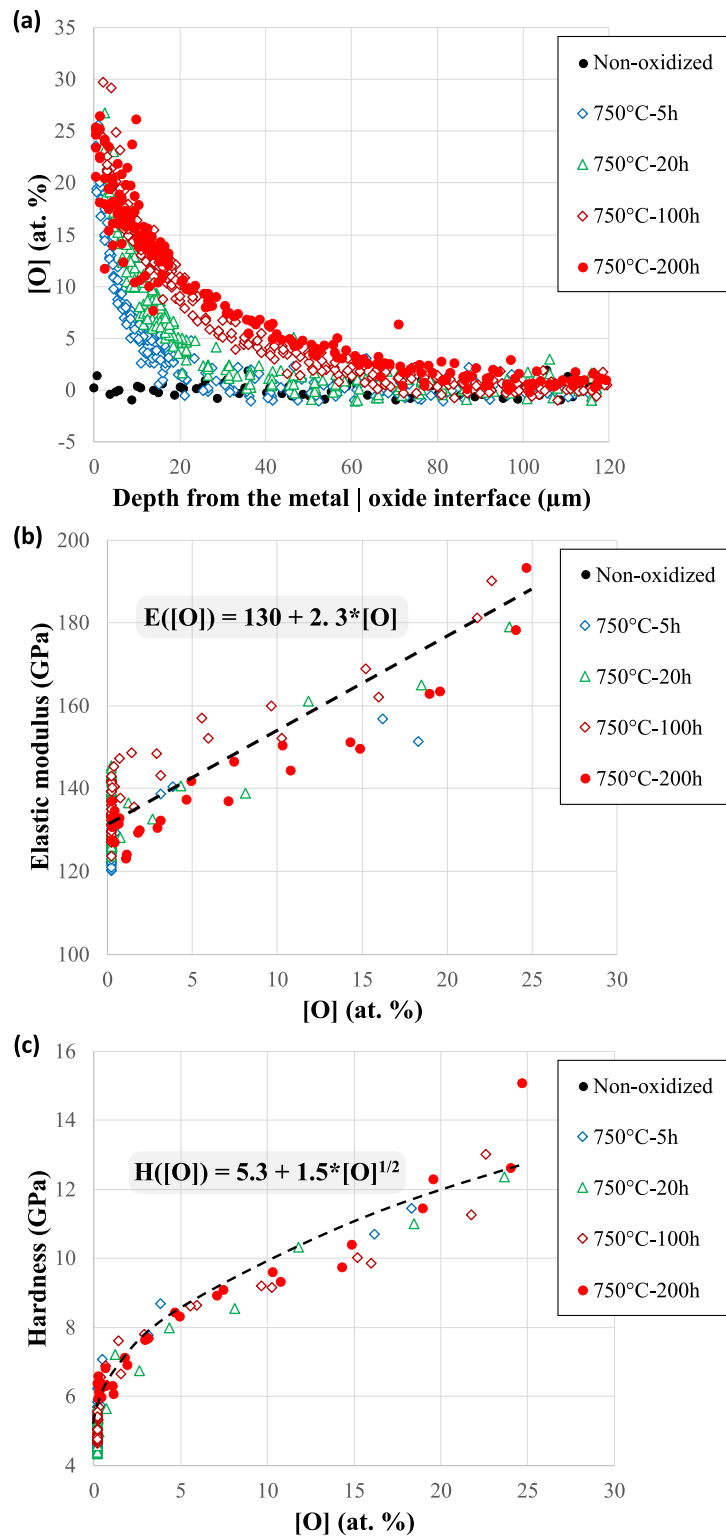 (a)
35
30
25
20
15
10
5
0
-5
[O] (at. %)
0 20 40 60 80 100 120
Depth from the metal | oxide interface (μm)
Non-oxidized
750°C-5h
750°C-20h
750°C-100h
750°C-200h
(b)
200
180
160
140
120
100
Elastic modulus (GPa)
E([O]) = 130 + 2. 3*[O]
0 5 10 15 20 25 30
[O] (at. %)
Non-oxidized
750°C-5h
750°C-20h
750°C-100h
750°C-200h
(c)
16
14
12
10
8
6
4
Hardness (GPa)
H([O]) = 5.3 + 1.5*[O]^1/2
0 5 10 15 20 25 30
[O] (at. %)
Non-oxidized
750°C-5h
750°C-20h
750°C-100h
750°C-200h